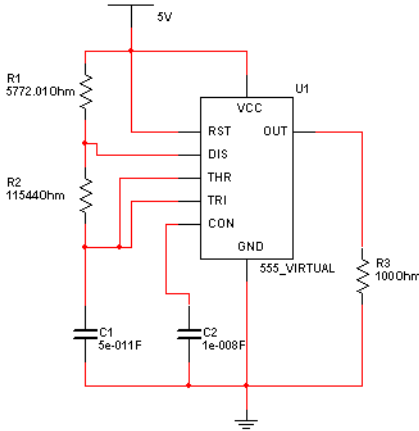 5V
R1
5772.01Ohm
U1
VCC
RST
OUT
DIS
R2
11544Ohm
THR
TRI
CON
GND
555_VIRTUAL
R3
100Ohm
C1
5e-011F
C2
1e-008F